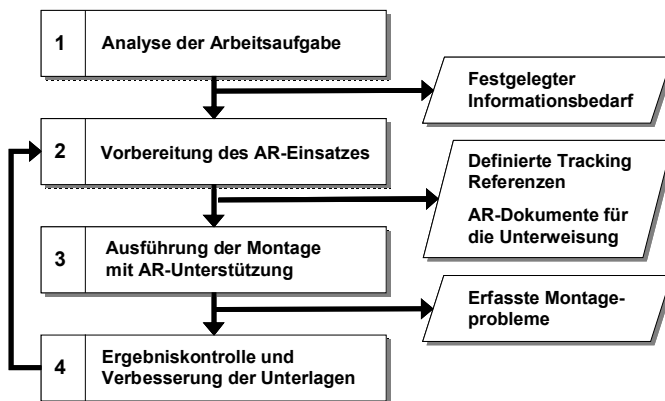 1
Analyse der Arbeitsaufgabe
Festgelegter
Informationsbedarf
2
Vorbereitung des AR-Einsatzes
Definierte Tracking
Referenzen
AR-Dokumente für
die Unterweisung
3
Ausführung der Montage
mit AR-Unterstützung
Erfasste Montage-
probleme
4
Ergebniskontrolle und
Verbesserung der Unterlagen